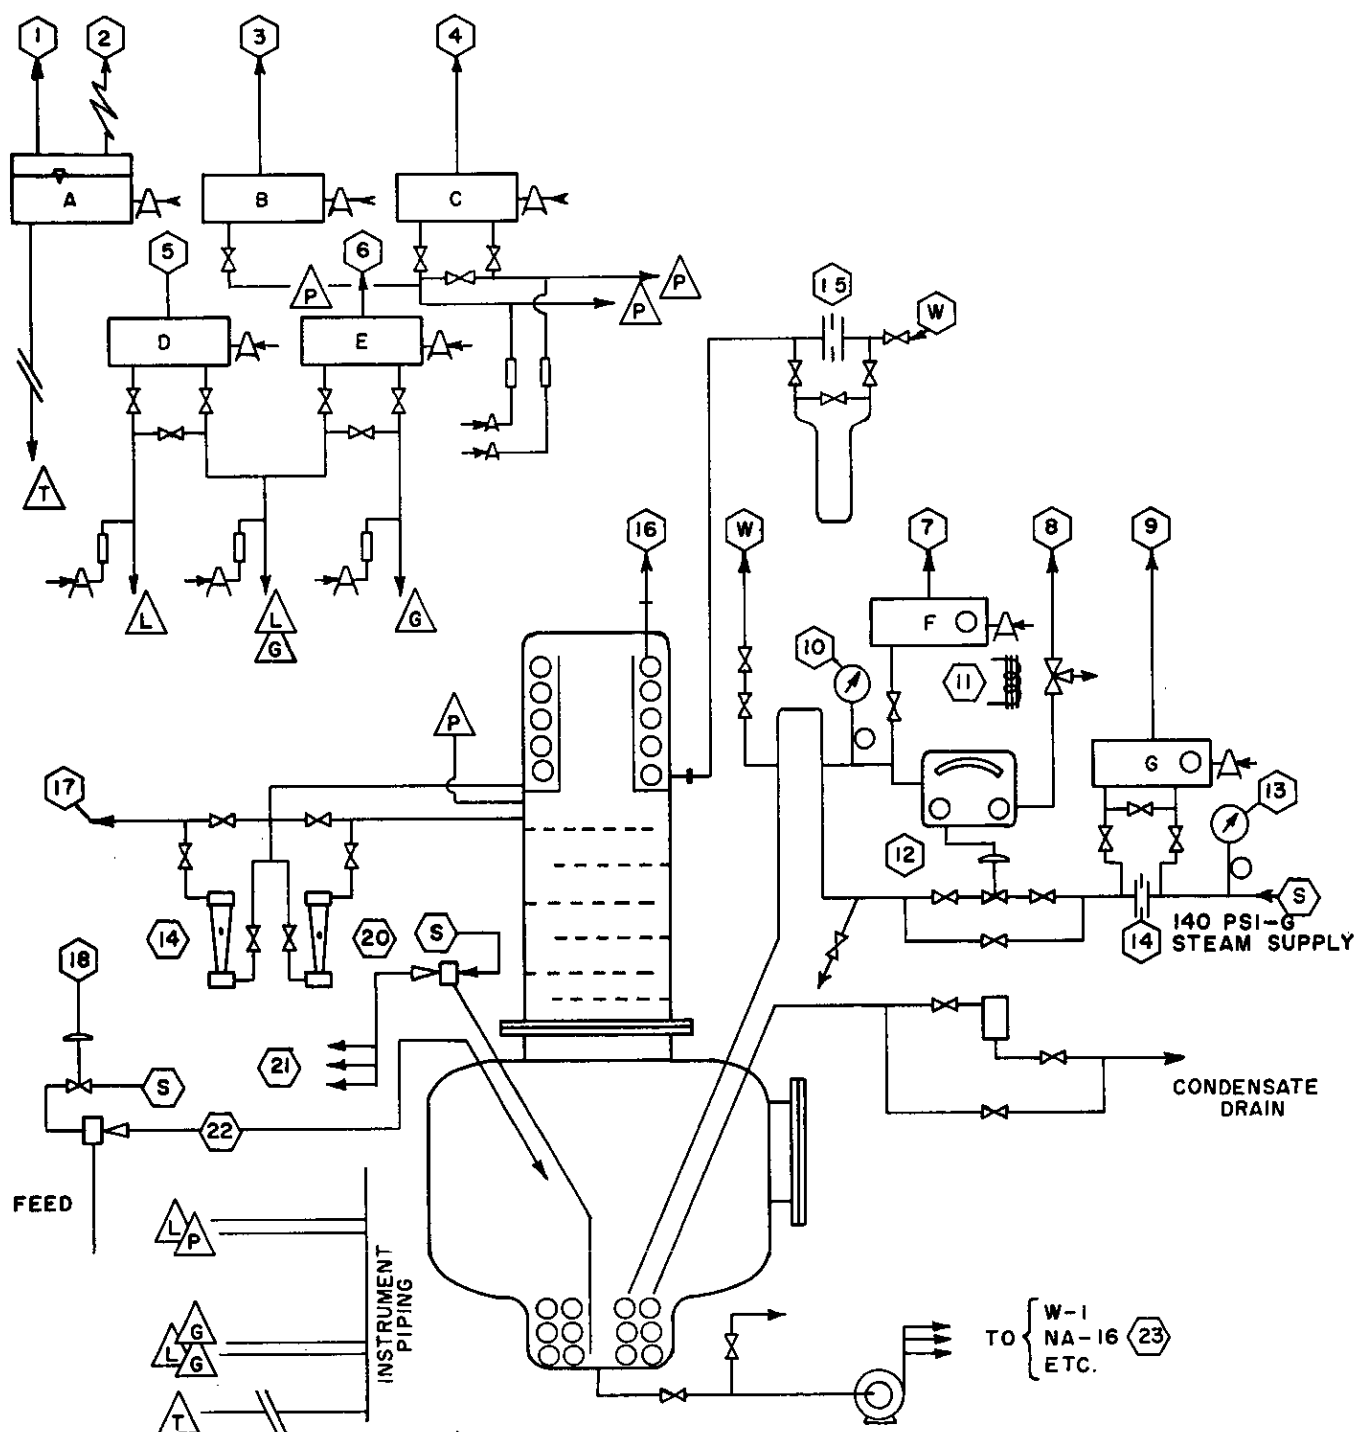 1 2 3 4
A B C
5 6
P P P
D E
15
W
T
16 W 7 8 9
L L G G
F
10 11
P
G
17
12 13
14 20 S
14 S
140 PSI-G
STEAM SUPPLY
18
21
S
22
CONDENSATE
DRAIN
FEED
L P
INSTRUMENT
PIPING
G
L G
T
W-1
TO NA-16 23
ETC.